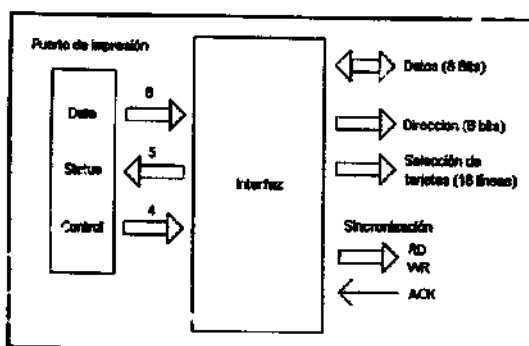 Puerto de impresión
Data
8
Status
5
Control
4
Interfaz
Datos (8 Bits)
Direccion (8 bits)
Selección de
tarjetas (16 líneas)
Sincronización
RD
WR
ACK